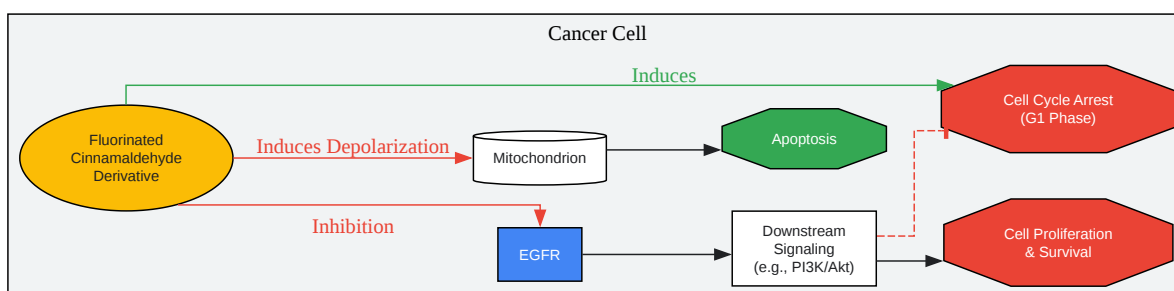 Cancer Cell
Induces
Cell Cycle Arrest
(G1 Phase)
Fluorinated
Cinnamaldehyde
Derivative
Induces Depolarization
Mitochondrion
Apoptosis
Inhibition
EGFR
Downstream
Signaling
(e.g., PI3K/Akt)
Cell Proliferation
& Survival